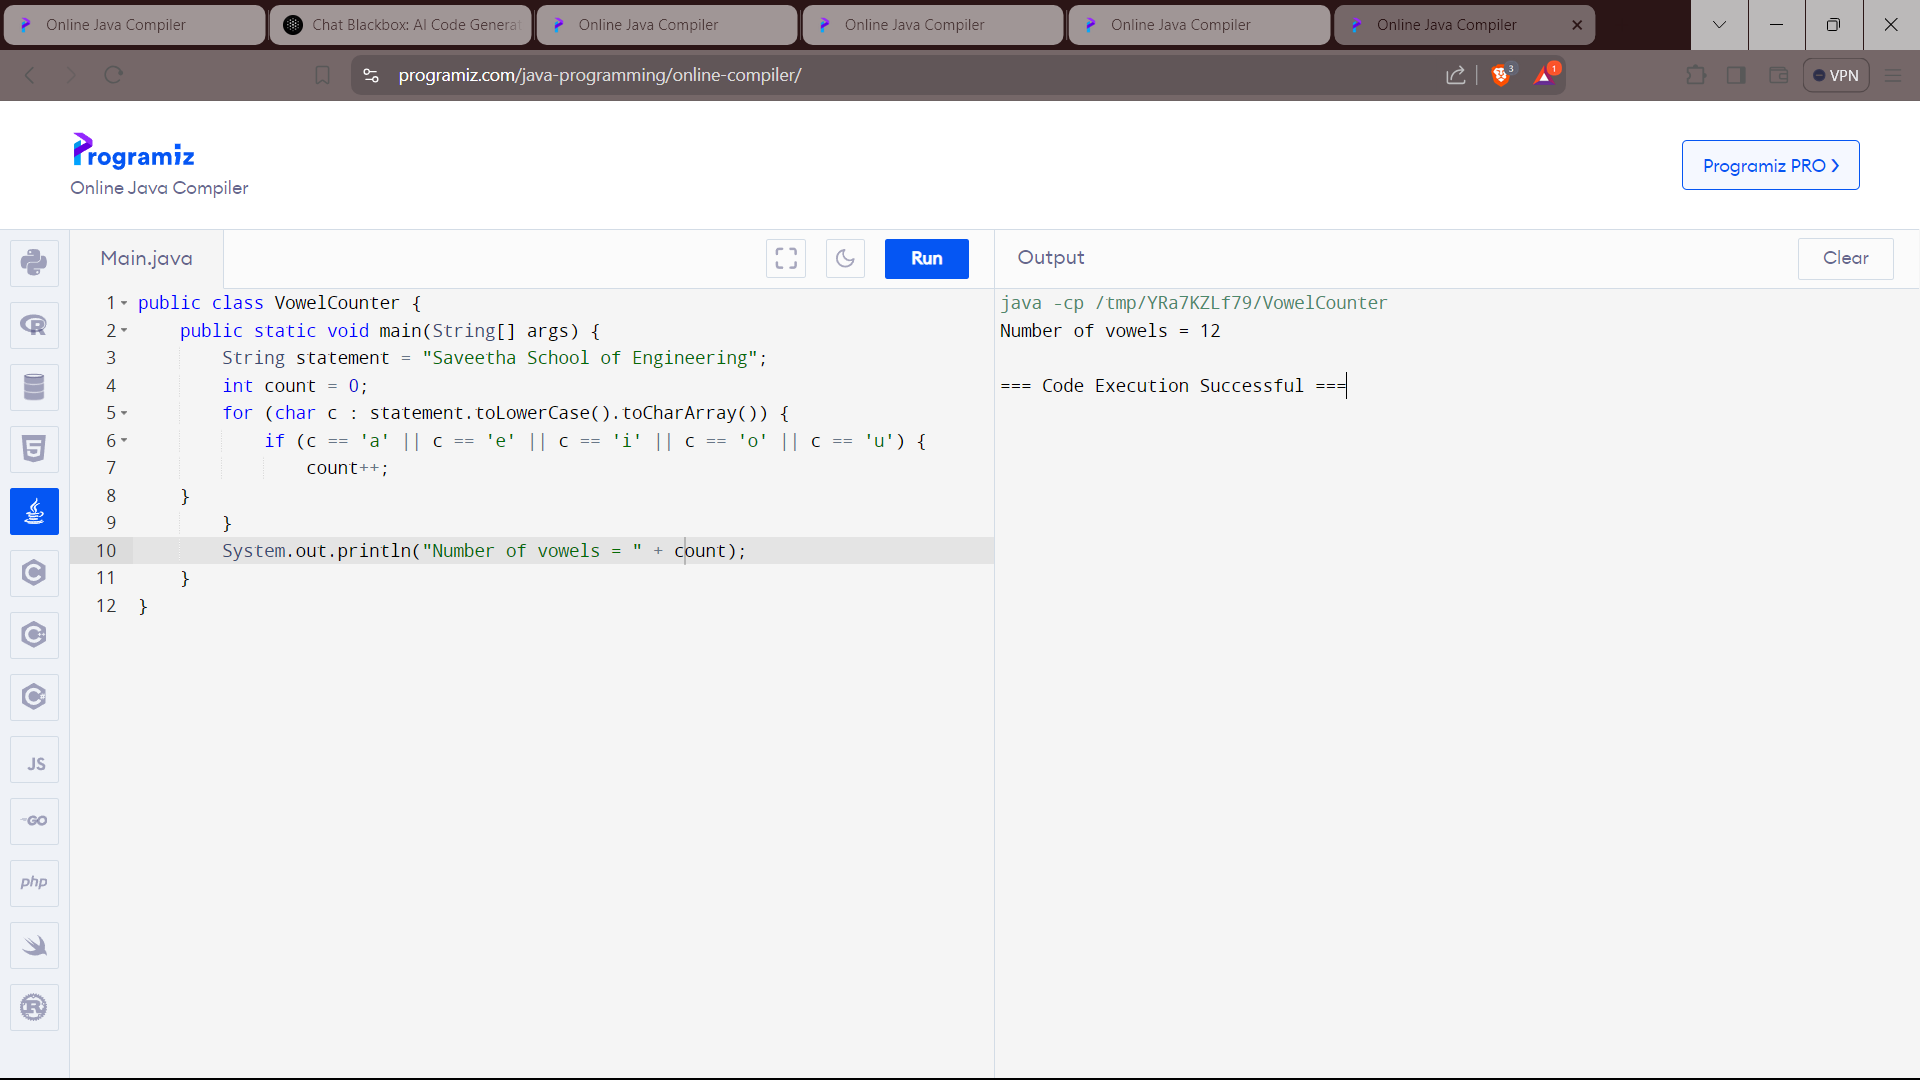 Online Java Compiler
Chat Blackbox: AI Code Genera
Online Java Compiler
Online Java Compiler
Online Java Compiler
Online Java Compiler
programiz.com/java-programming/online-compiler/
3
1
VPN
Programiz
Online Java Compiler
Programiz PRO
Main.java
Run
Output
Clear
1 public class VowelCounter {
2 public static void main(String[] args) {
3 String statement = "Saveetha School of Engineering";
4 int count = 0;
5 for (char c : statement.toLowerCase().toCharArray()) {
6 if (c == 'a' || c == 'e' || c == 'i' || c == 'o' || c == 'u') {
7 count++;
8 }
9 }
10 System.out.println("Number of vowels = " + count);
11 }
12 }
java -cp /tmp/YRa7KZLf79/VowelCounter
Number of vowels = 12
=== Code Execution Successful ===
R
5
C
C
C
JS
GO
php
R